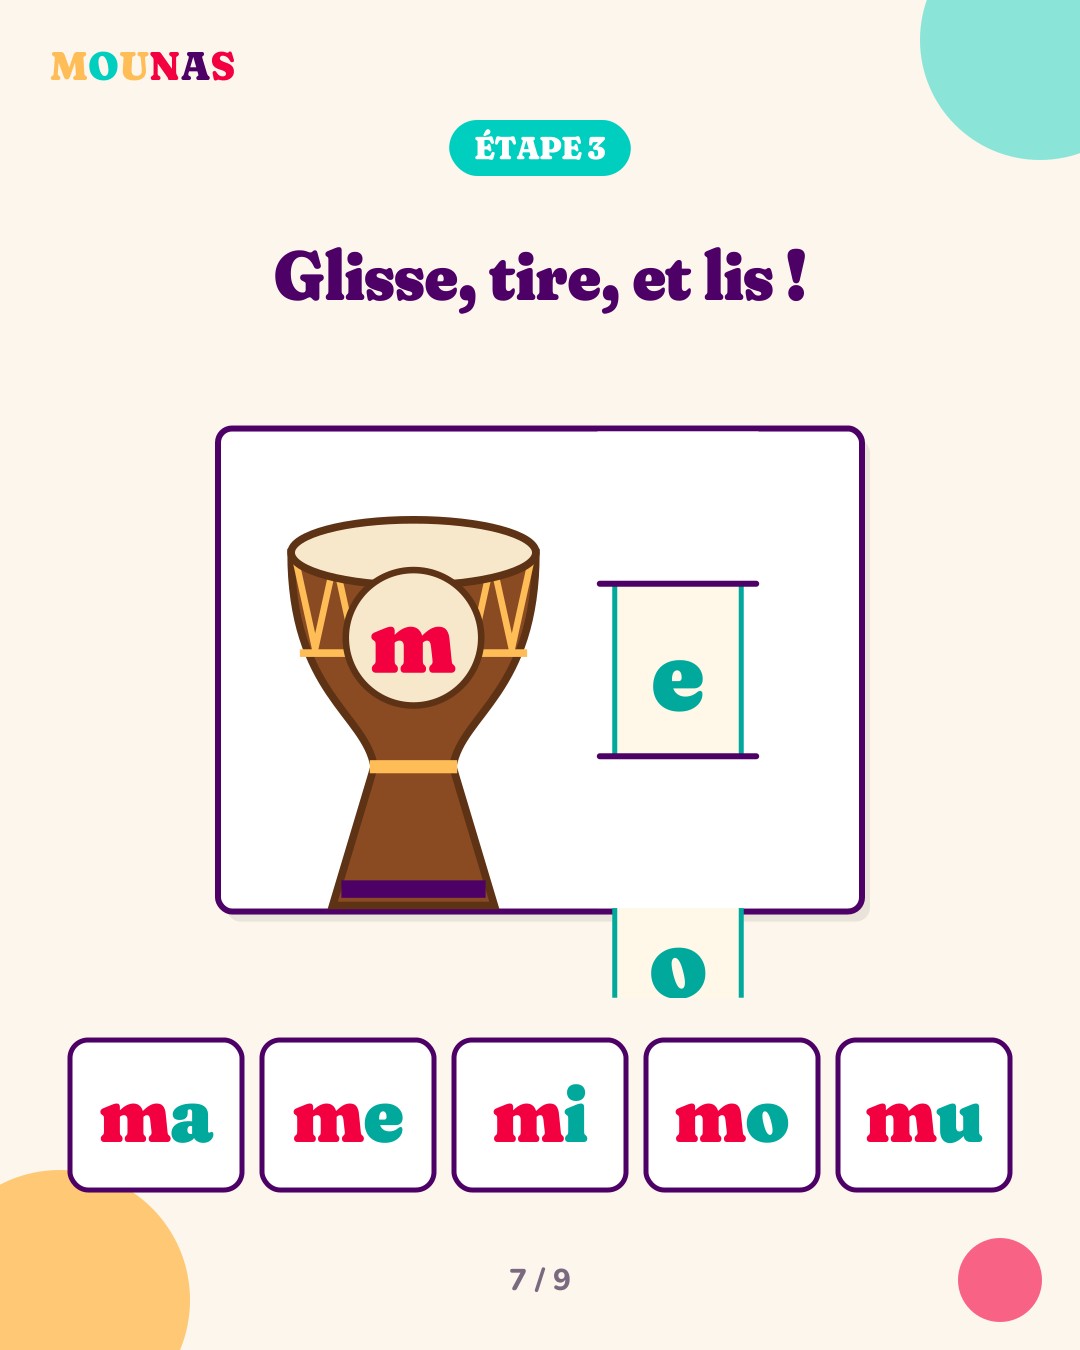 MOUNAS
ÉTAPE 3
Glisse, tire, et lis !
m
e
o
ma me mi mo mu
7 / 9